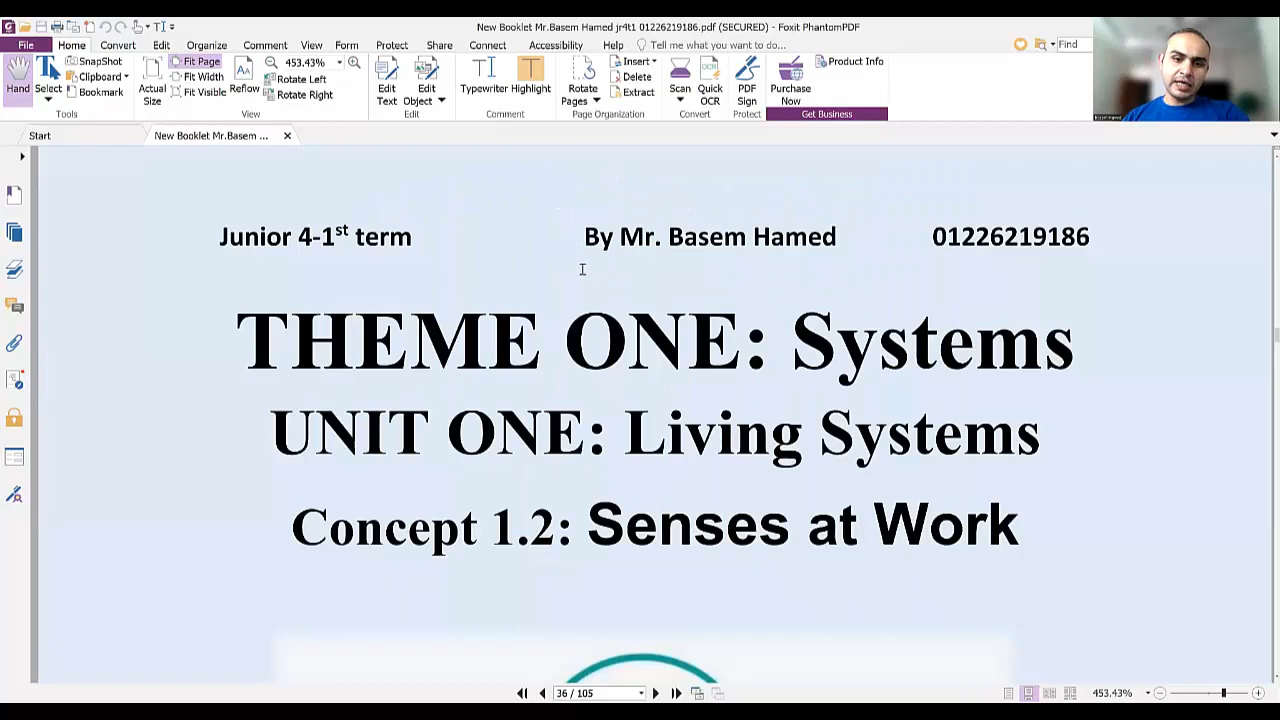 New Booklet Mr.Basem Hamed jr4t1 01226219186.pdf (SECURED) - Foxit PhantomPDF
File Home Convert Edit Organize Comment View Form Protect Share Connect Accessibility Help Tell me what you want to do... Find
Hand
Select
SnapShot
Clipboard
Bookmark
Tools
Actual Size
Fit Page
Fit Width
Fit Visible
Reflow
453.43%
Rotate Left
Rotate Right
View
Edit Text
Edit Object
Edit
Typewriter
Highlight
Comment
Rotate Pages
Insert
Delete
Extract
Page Organization
Scan
Quick OCR
Convert
PDF Sign
Protect
Purchase Now
Product Info
Get Business
Start
New Booklet Mr.Basem ...
Junior 4-1st term By Mr. Basem Hamed 01226219186
THEME ONE: Systems
UNIT ONE: Living Systems
Concept 1.2: Senses at Work
36 / 105
453.43%